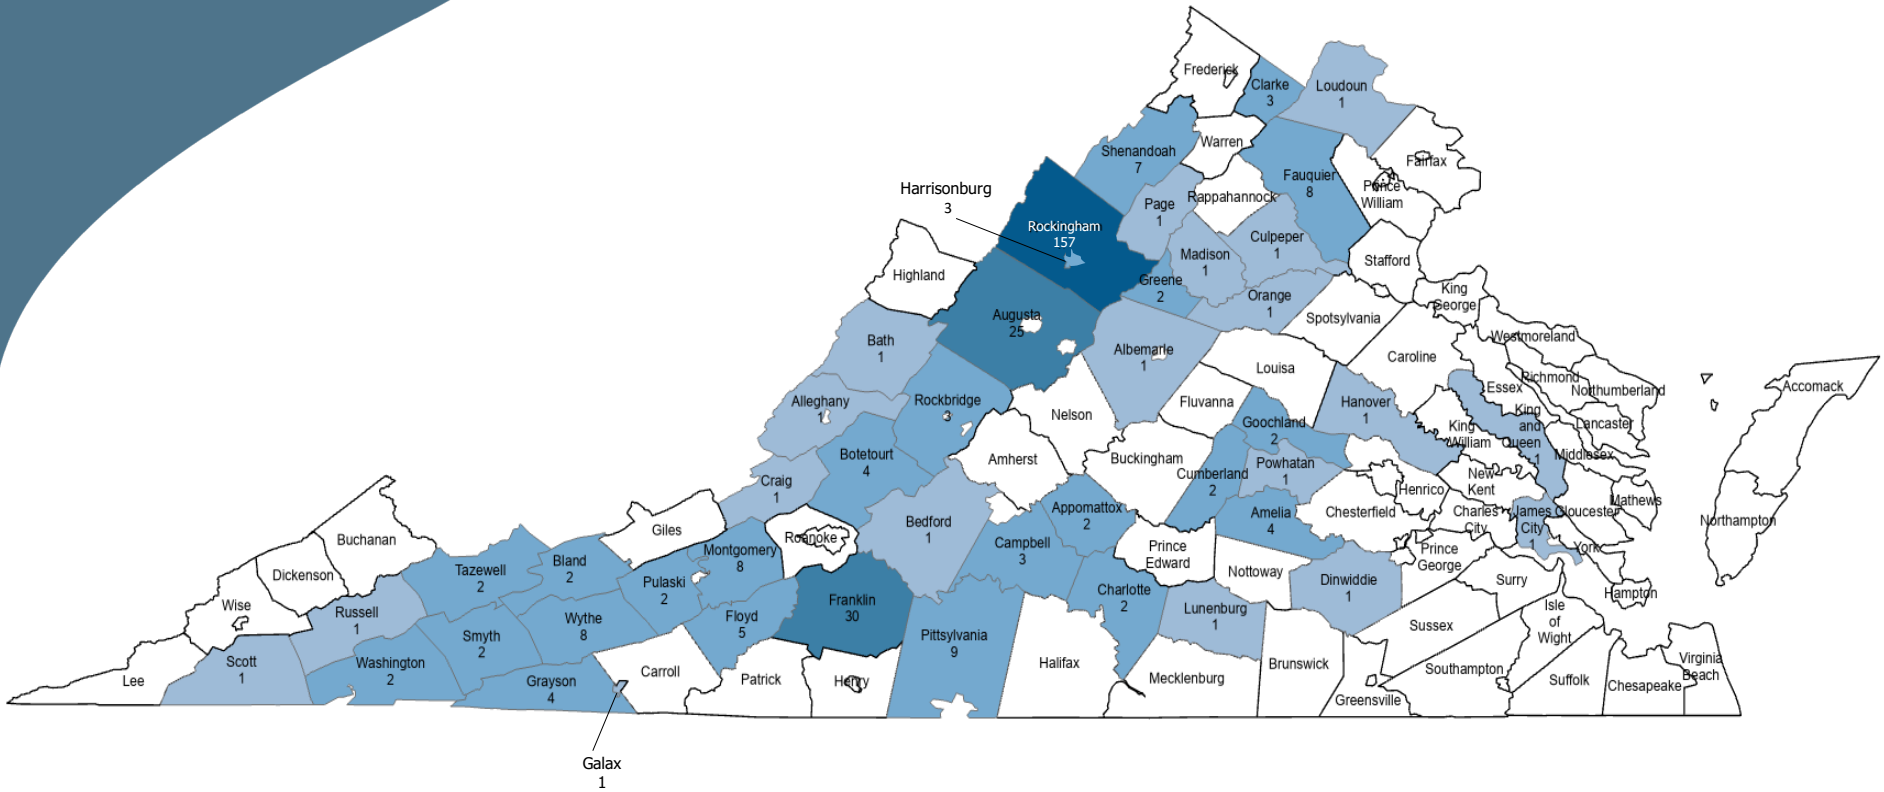 Frederick
Clarke
3
Loudoun
1
Warren
Shenandoah
7
Fairfax
Fauquier
8
Prince
William
Harrisonburg
3
Page
1
Rappahannock
Rockingham
157
Culpeper
1
Madison
1
Stafford
Highland
Greene
2
Orange
1
King
George
Augusta
25
Spotsylvania
Westmoreland
Bath
1
Albemarle
1
Caroline
Louisa
Richmond
Essex
Northumberland
Accomack
Alleghany
1
Rockbridge
3
Nelson
Fluvanna
Hanover
1
King
and
Queen
1
Lancaster
Goochland
2
King
William
Middlesex
Botetourt
4
Amherst
Buckingham
Cumberland
2
Powhatan
1
New
Kent
Craig
1
Henrico
Mathews
Bedford
1
Appomattox
2
Amelia
4
Chesterfield
Charles
City
James
City
1
Gloucester
Northampton
Giles
Roanoke
Buchanan
Montgomery
8
Campbell
3
Prince
Edward
Prince
George
York
Dickenson
Tazewell
2
Bland
2
Pulaski
2
Nottoway
Dinwiddie
1
Surry
Hampton
Wise
Russell
1
Franklin
30
Charlotte
2
Lunenburg
1
Isle
of
Wight
Wythe
8
Floyd
5
Smyth
2
Pittsylvania
9
Sussex
Scott
1
Washington
2
Carroll
Halifax
Brunswick
Southampton
Virginia
Beach
Lee
Grayson
4
Patrick
Henry
Mecklenburg
Suffolk
Chesapeake
Greensville
Galax
1